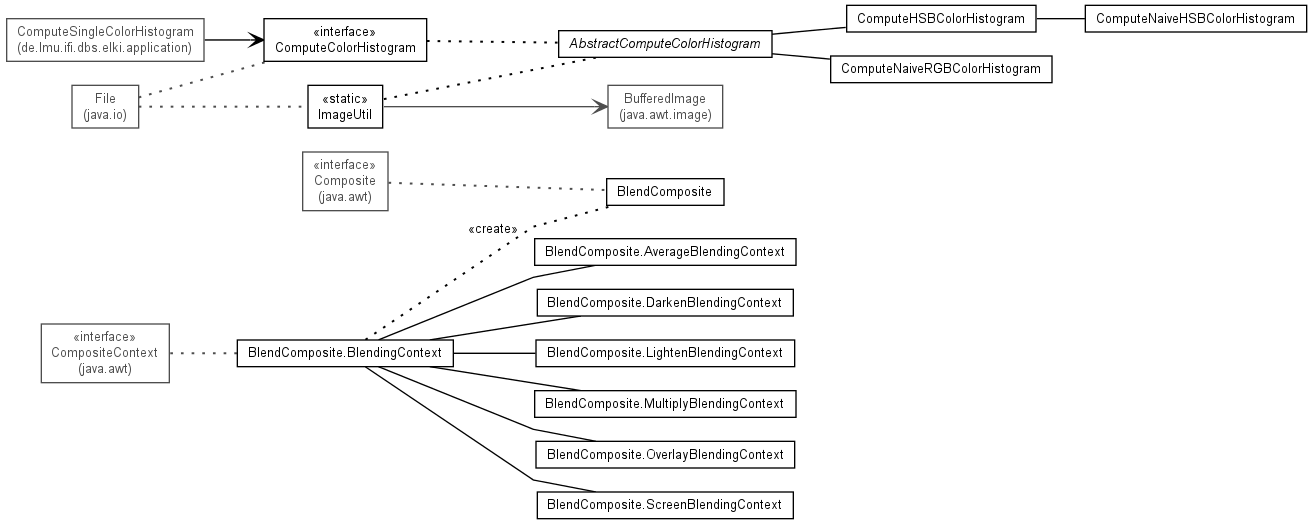 ComputeSingleColorHistogram
(de.lmu.ifi.dbs.elki.application)
«interface»
ComputeColorHistogram
AbstractComputeColorHistogram
ComputeHSBColorHistogram
ComputeNaiveHSBColorHistogram
ComputeNaiveRGBColorHistogram
File
(java.io)
«static»
ImageUtil
BufferedImage
(java.awt.image)
«interface»
Composite
(java.awt)
BlendComposite
«create»
BlendComposite.AverageBlendingContext
BlendComposite.DarkenBlendingContext
«interface»
CompositeContext
(java.awt)
BlendComposite.BlendingContext
BlendComposite.LightenBlendingContext
BlendComposite.MultiplyBlendingContext
BlendComposite.OverlayBlendingContext
BlendComposite.ScreenBlendingContext